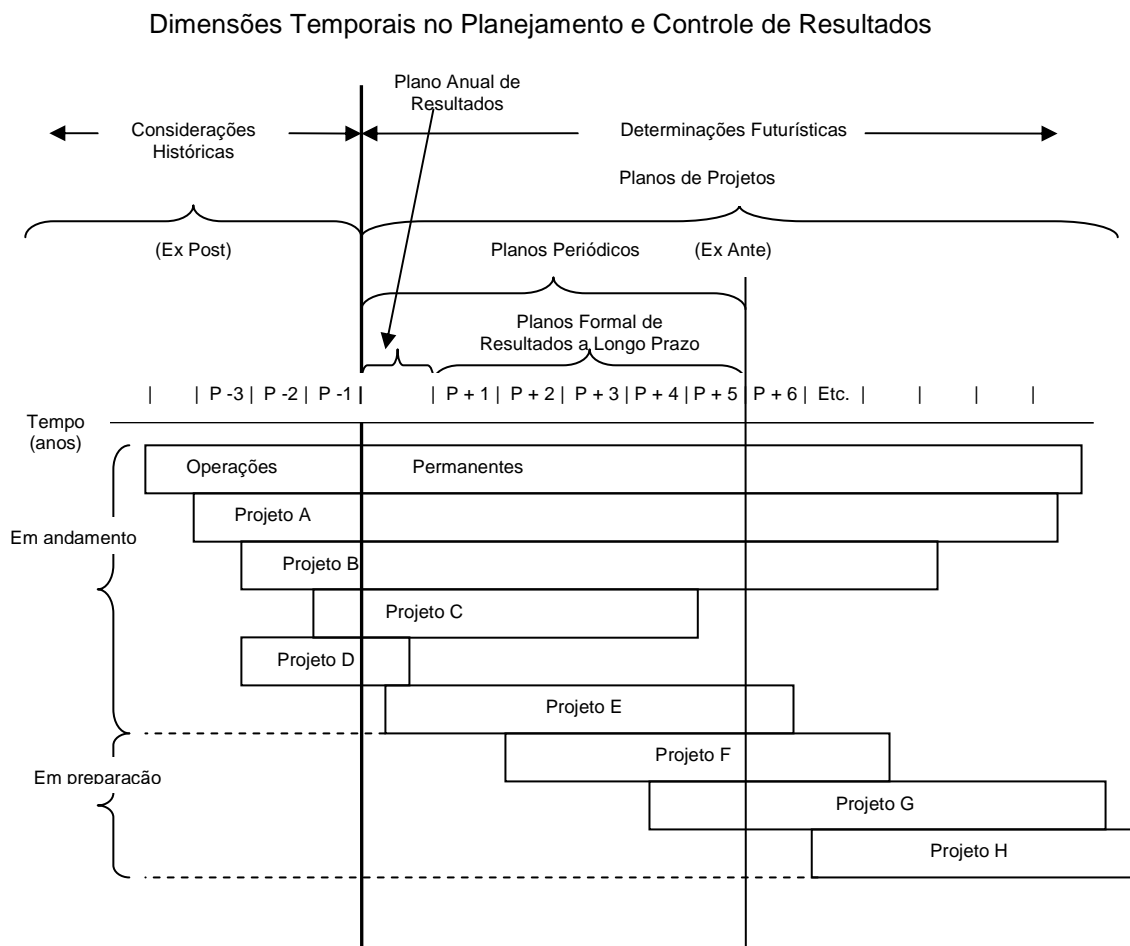 Dimensões Temporais no Planejamento e Controle de Resultados
Plano Anual de
Resultados
Considerações
Históricas
Determinações Futurísticas
Planos de Projetos
(Ex Post)
Planos Periódicos (Ex Ante)
Planos Formal de
Resultados a Longo Prazo
| | P -3 | P -2 | P -1 | | P + 1 | P + 2 | P + 3 | P + 4 | P + 5 | P + 6 | Etc. | | | |
Tempo
(anos)
Operações Permanentes
Projeto A
Em andamento
Projeto B
Projeto C
Projeto D
Projeto E
Projeto F
Em preparação
Projeto G
Projeto H